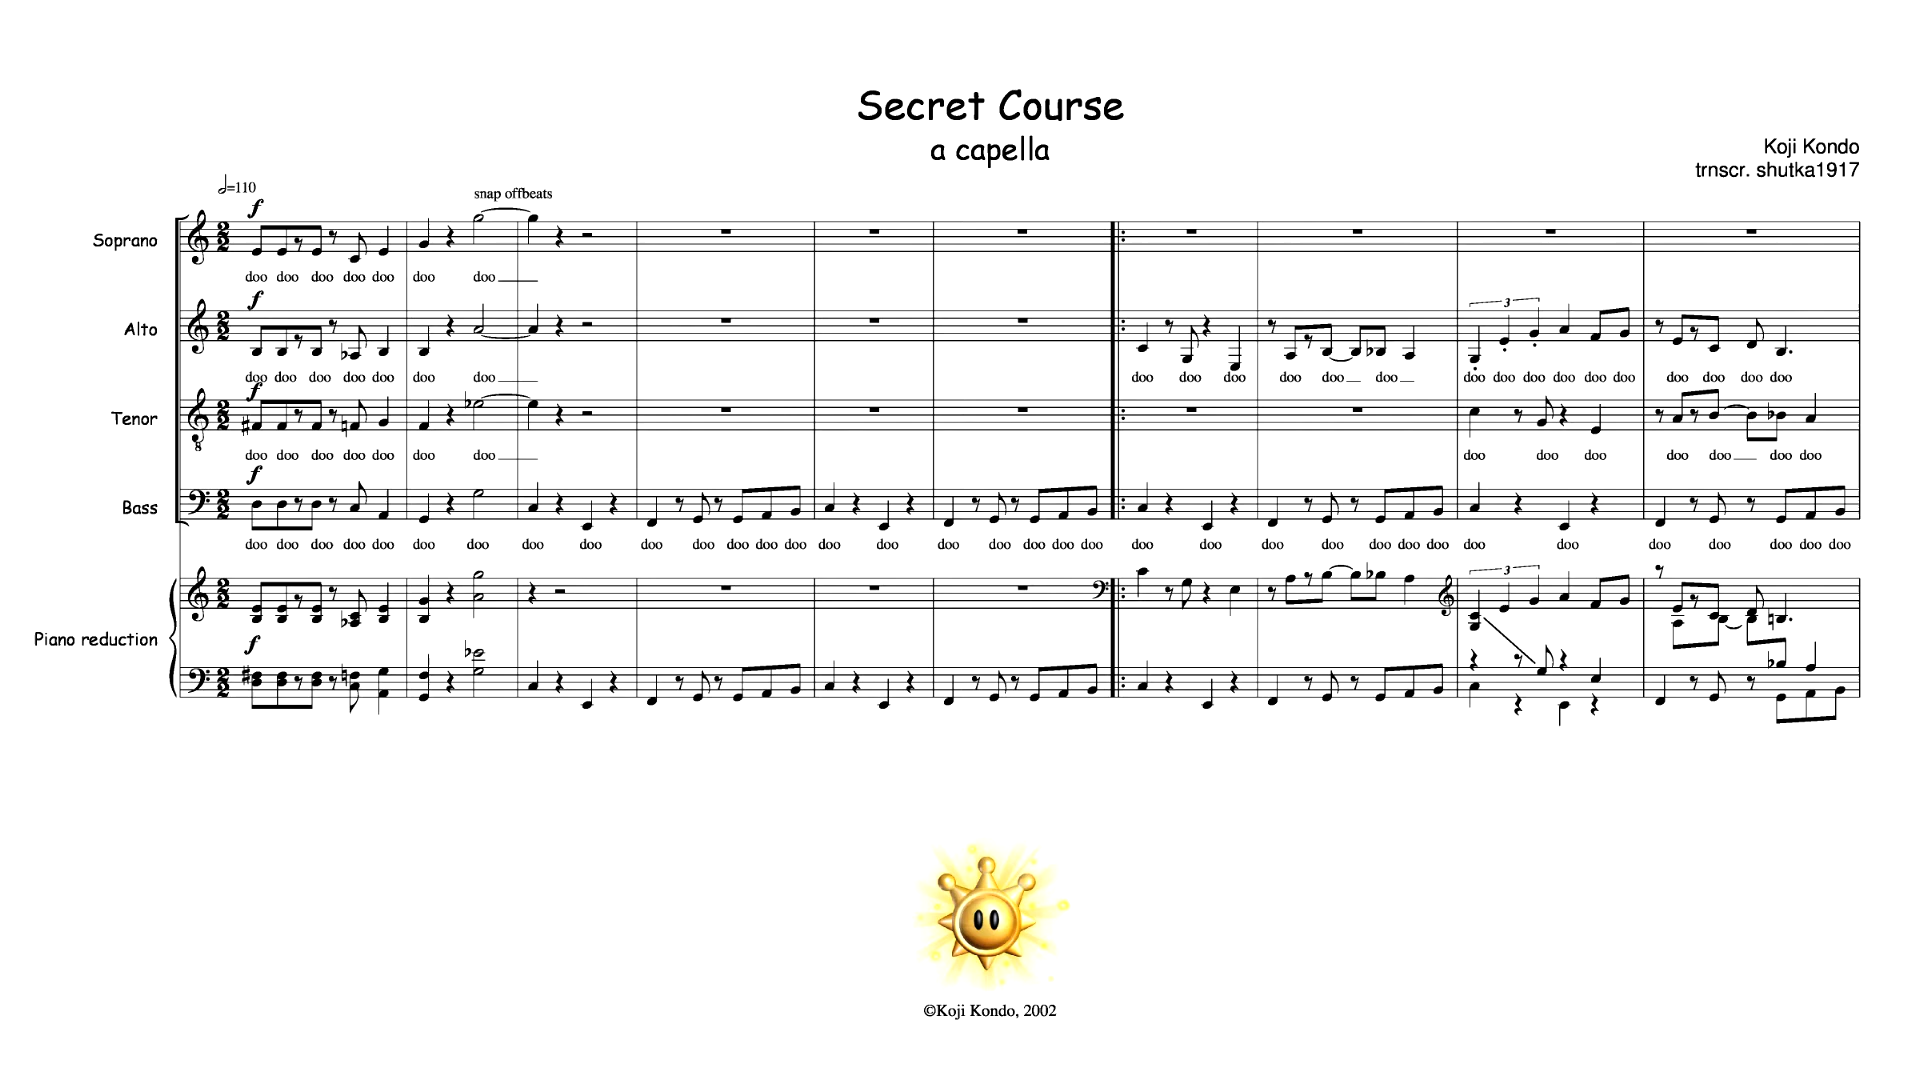 Secret Course
a capella
Koji Kondo
trnscr. shutka1917
=110
snap offbeats
f
Soprano
doo doo doo doo doo doo doo
f
Alto
3
doo doo doo doo doo doo doo doo doo doo doo doo doo doo doo doo doo doo doo doo doo doo doo
f
Tenor
doo doo doo doo doo doo doo doo doo doo doo doo doo doo
f
Bass
doo doo doo doo doo doo doo doo doo doo doo doo doo doo doo doo doo doo doo doo doo doo doo doo doo doo doo doo doo doo doo doo doo doo
3
Piano reduction
f
©Koji Kondo, 2002